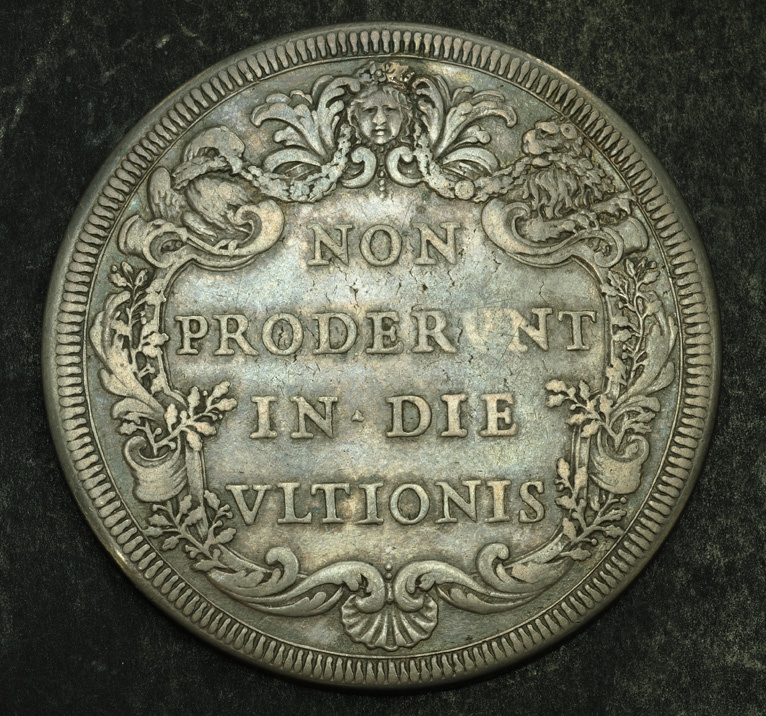 NON
PRODERVNT
IN · DIE
VLTIONIS